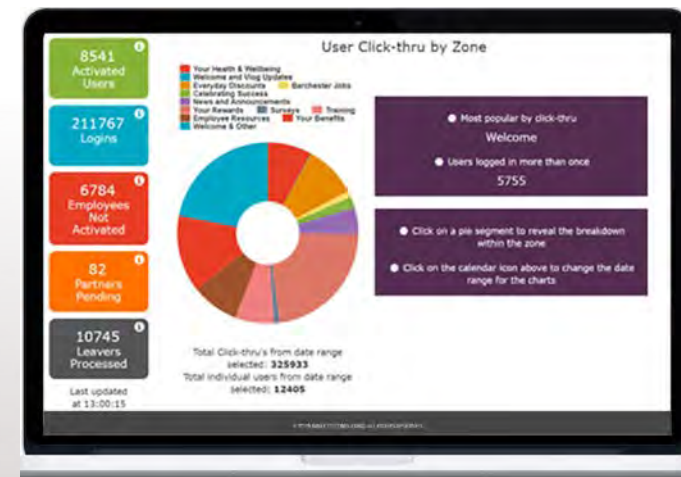 8541
Activated
Users
211767
Logins
6784
Employees
Not
Activated
82
Partners
Pending
10745
Leavers
Processed
Last updated
at 13:00:15
User Click-thru by Zone
Your Health & Wellbeing
Welcome and Vlog Updates
Everyday Discounts Barchester Jobs
Celebrating Success
News and Announcements
Your Rewards Surveys Training
Employee Resources Your Benefits
Welcome & Other
Total Click-thru's from date range
selected: 325933
Total individual users from date range
selected: 12405
Most popular by click-thru
Welcome
Users logged in more than once
5755
Click on a pie segment to reveal the breakdown
within the zone
Click on the calendar icon above to change the date
range for the charts